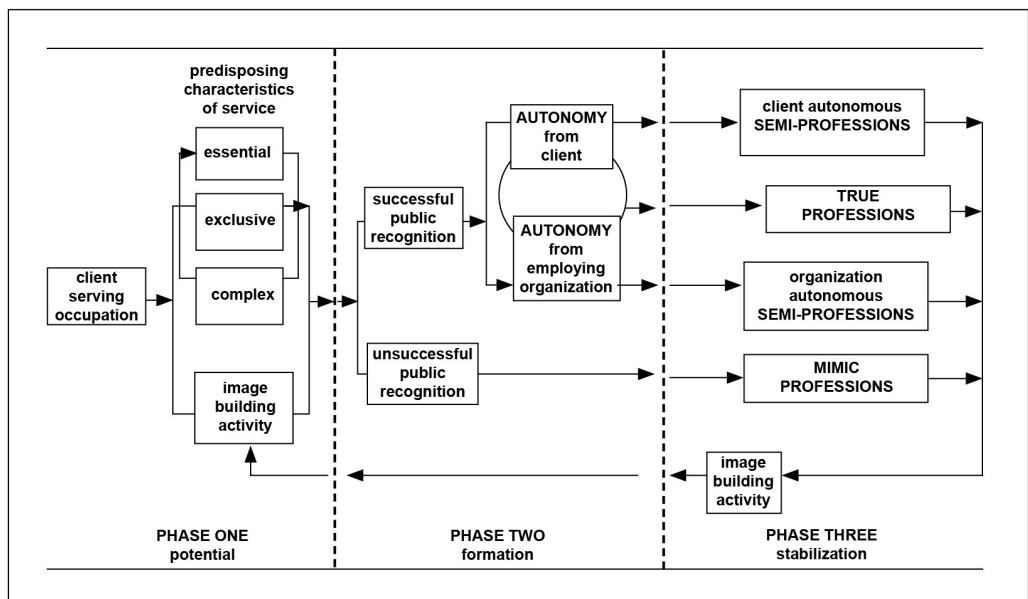 predisposing
characteristics
of service
essential
exclusive
complex
client
serving
occupation
image
building
activity
successful
public
recognition
unsuccessful
public
recognition
AUTONOMY
from
client
AUTONOMY
from
employing
organization
client autonomous
SEMI-PROFESSIONS
TRUE
PROFESSIONS
organization
autonomous
SEMI-PROFESSIONS
MIMIC
PROFESSIONS
image
building
activity
PHASE ONE
potential
PHASE TWO
formation
PHASE THREE
stabilization